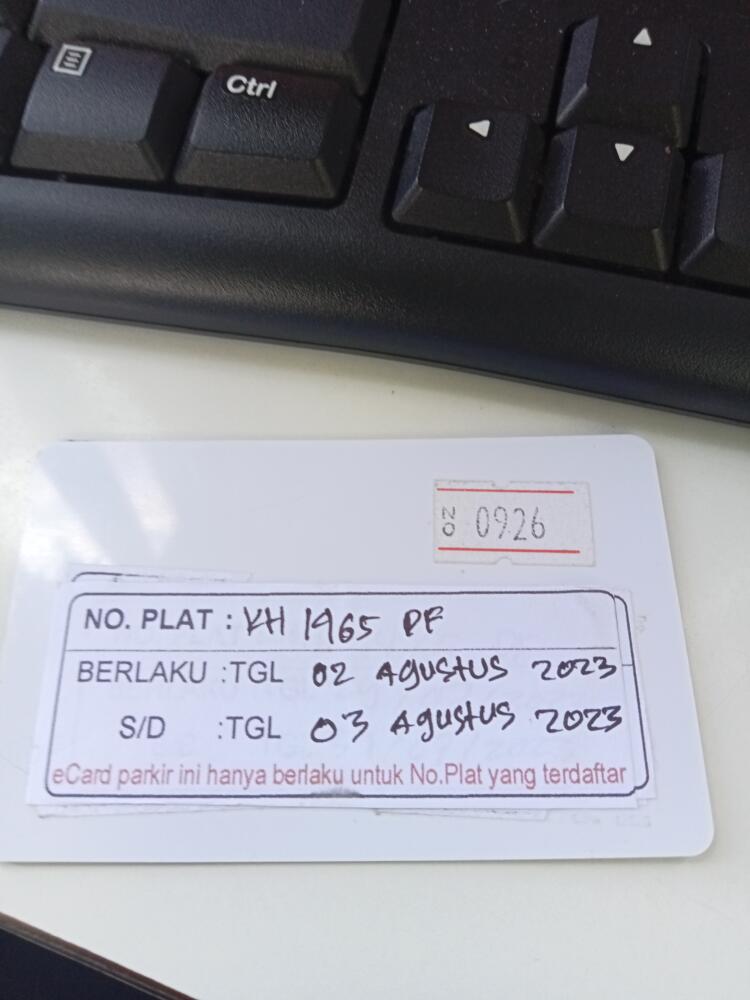 Ctrl
20 0926
NO. PLAT : KH 1965 PF
BERLAKU :TGL 02 AGUSTUS 2023
S/D :TGL 03 AGUSTUS 2023
eCard parkir ini hanya berlaku untuk No.Plat yang terdaftar